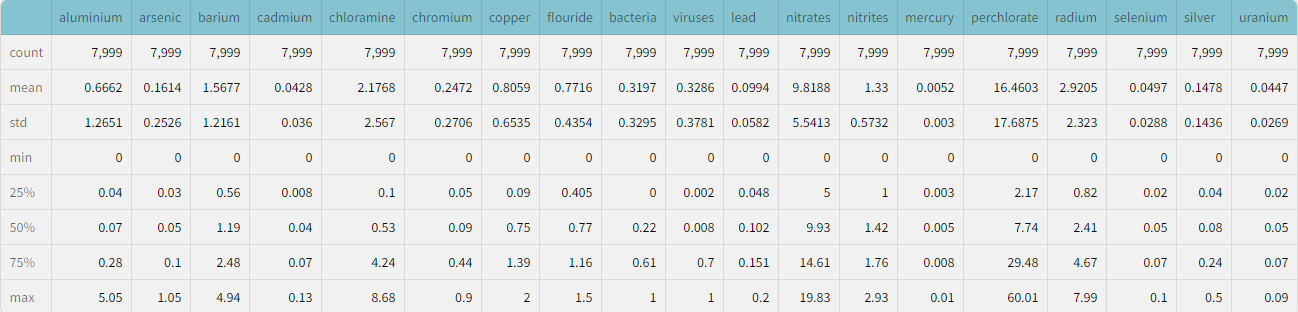 aluminium arsenic barium cadmium chloramine chromium copper flouride bacteria viruses lead nitrates nitrites mercury perchlorate radium selenium silver uranium
count 7,999 7,999 7,999 7,999 7,999 7,999 7,999 7,999 7,999 7,999 7,999 7,999 7,999 7,999 7,999 7,999 7,999 7,999 7,999
mean 0.6662 0.1614 1.5677 0.0428 2.1768 0.2472 0.8059 0.7716 0.3197 0.3286 0.0994 9.8188 1.33 0.0052 16.4603 2.9205 0.0497 0.1478 0.0447
std 1.2651 0.2526 1.2161 0.036 2.567 0.2706 0.6535 0.4354 0.3295 0.3781 0.0582 5.5413 0.5732 0.003 17.6875 2.323 0.0288 0.1436 0.0269
min 0 0 0 0 0 0 0 0 0 0 0 0 0 0 0 0 0 0 0
25% 0.04 0.03 0.56 0.008 0.1 0.05 0.09 0.405 0 0.002 0.048 5 1 0.003 2.17 0.82 0.02 0.04 0.02
50% 0.07 0.05 1.19 0.04 0.53 0.09 0.75 0.77 0.22 0.008 0.102 9.93 1.42 0.005 7.74 2.41 0.05 0.08 0.05
75% 0.28 0.1 2.48 0.07 4.24 0.44 1.39 1.16 0.61 0.7 0.151 14.61 1.76 0.008 29.48 4.67 0.07 0.24 0.07
max 5.05 1.05 4.94 0.13 8.68 0.9 2 1.5 1 1 0.2 19.83 2.93 0.01 60.01 7.99 0.1 0.5 0.09